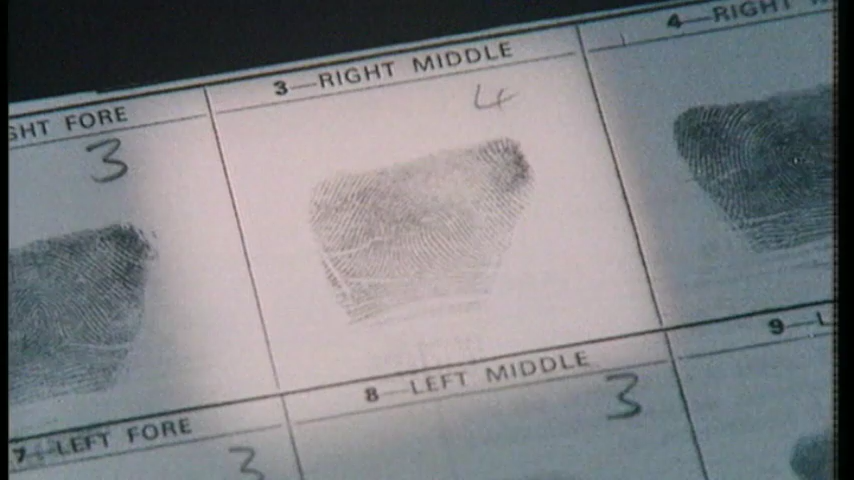 GHT FORE
3
3—RIGHT MIDDLE
4
4—RIGHT
7—LEFT FORE
3
8—LEFT MIDDLE
3
9—L